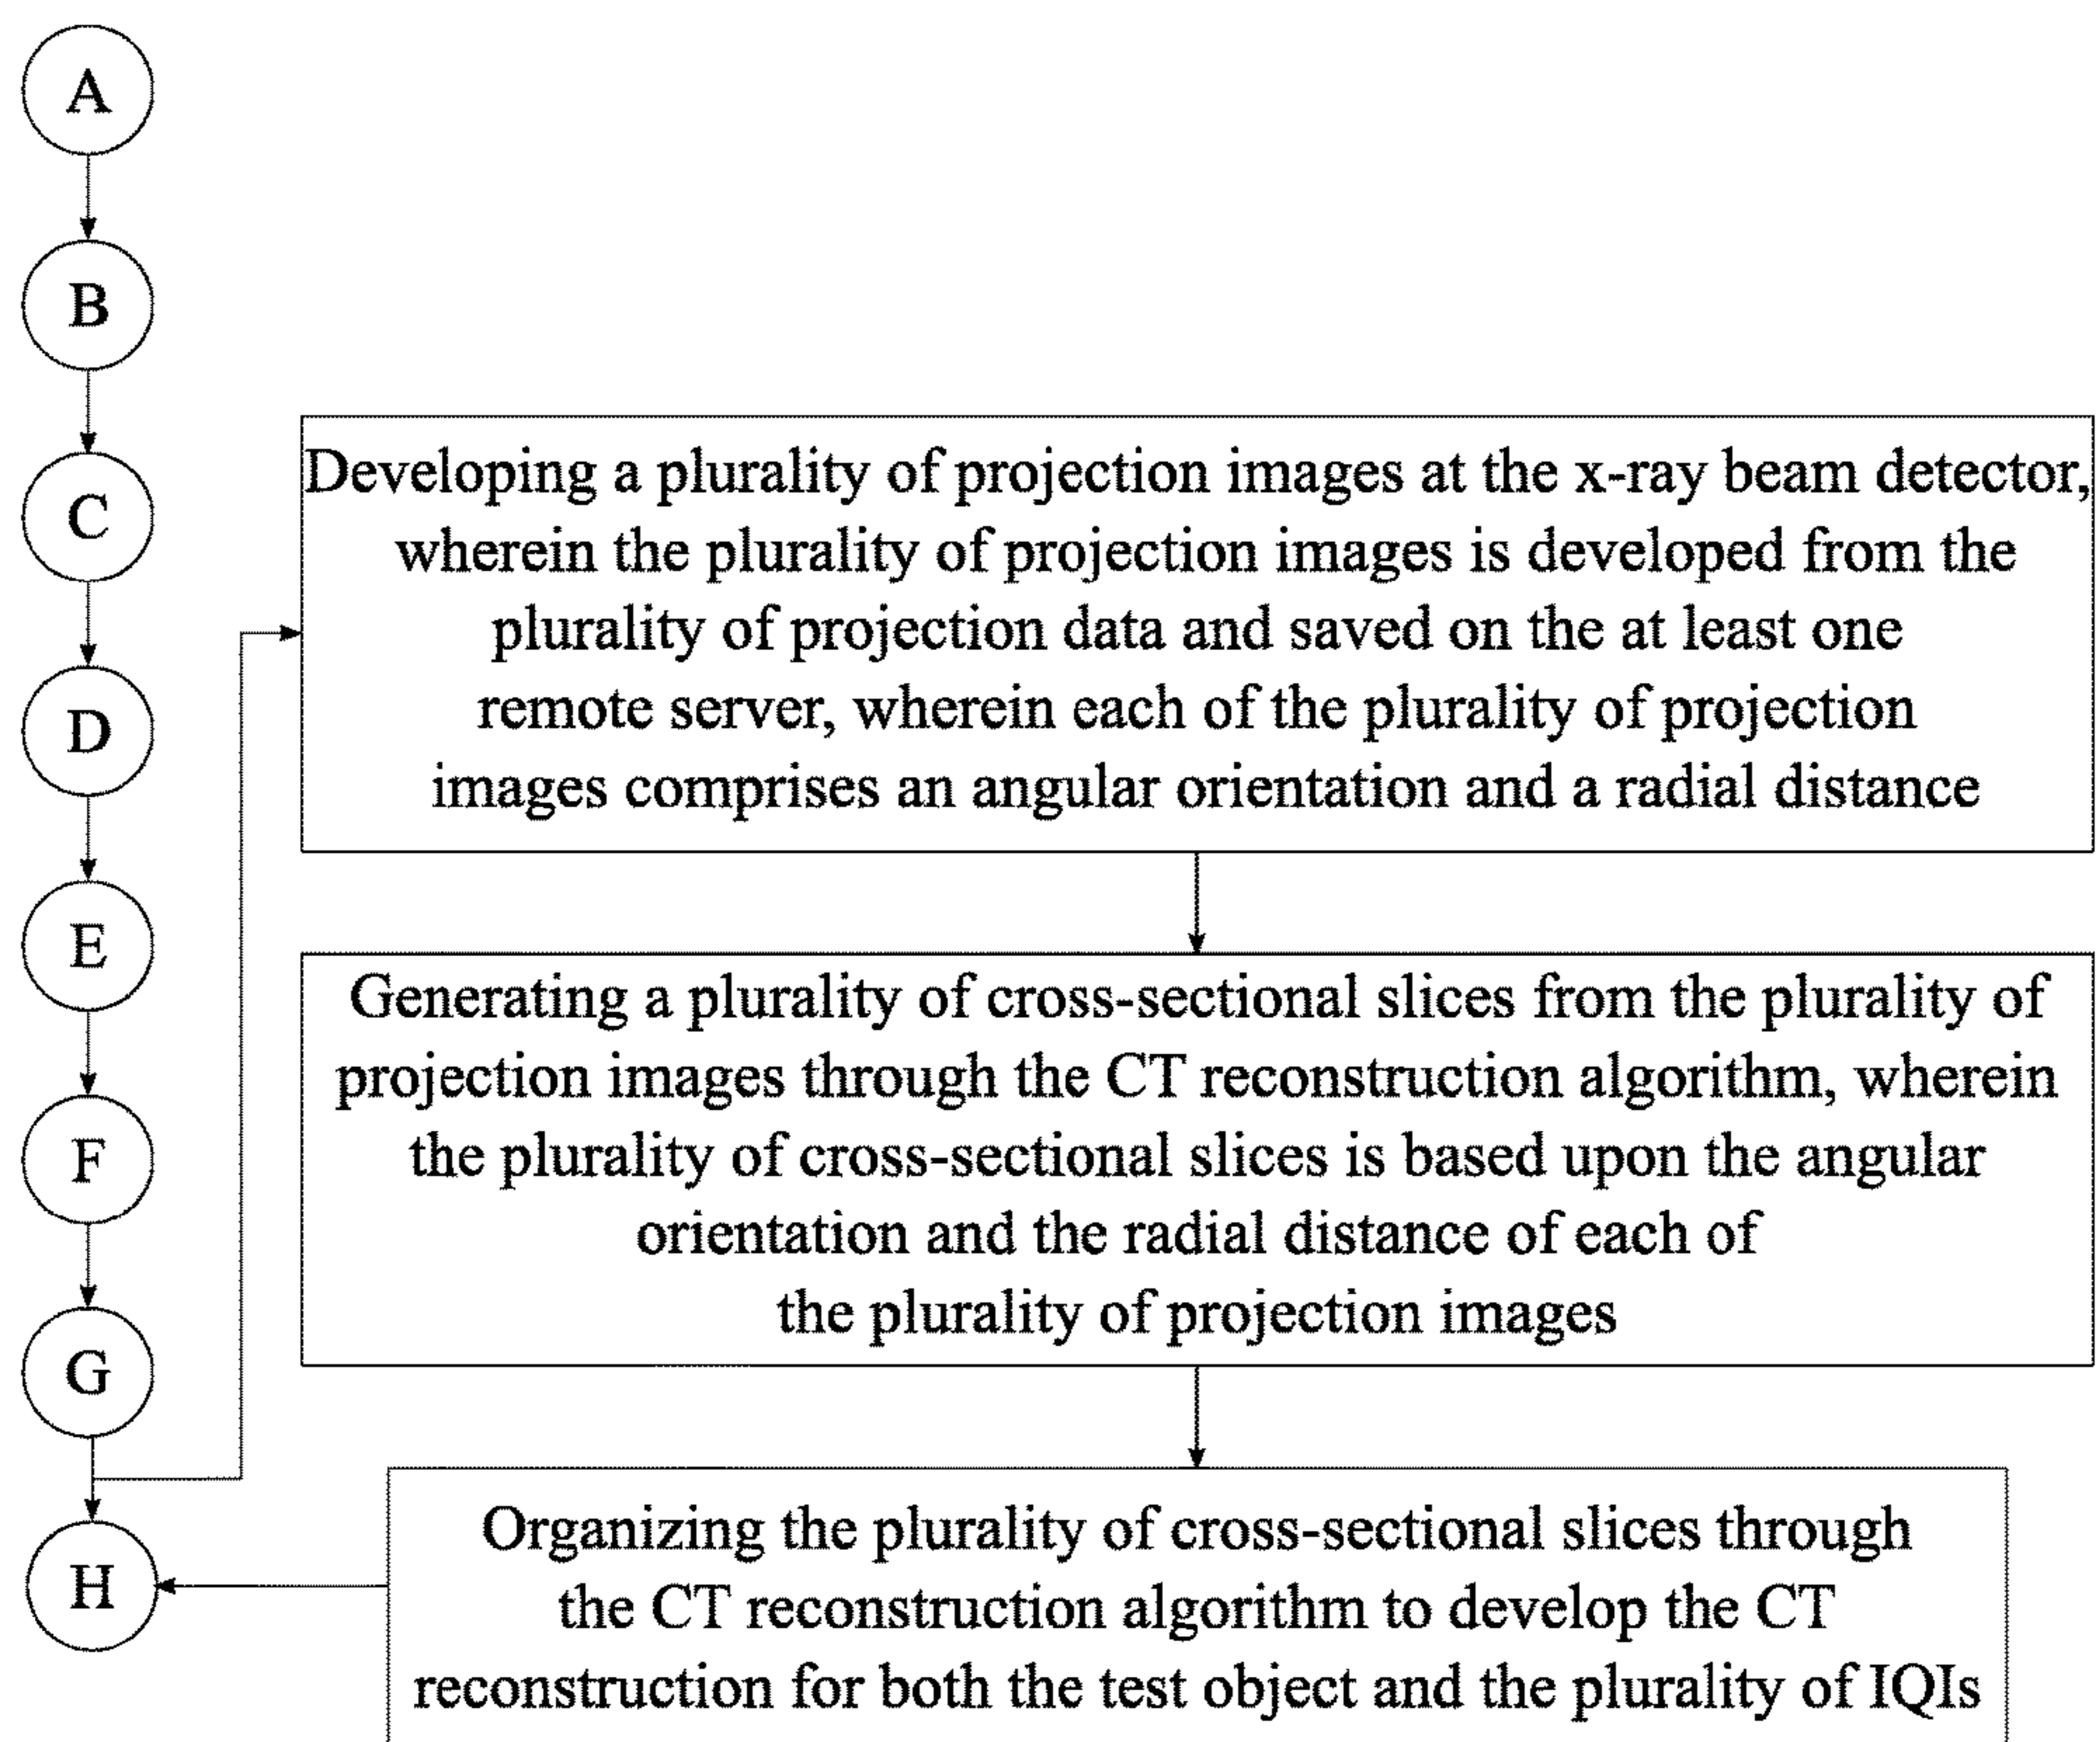 A
B
C
D
E
F
G
H
Developing a plurality of projection images at the x-ray beam detector,
wherein the plurality of projection images is developed from the
plurality of projection data and saved on the at least one
remote server, wherein each of the plurality of projection
images comprises an angular orientation and a radial distance
Generating a plurality of cross-sectional slices from the plurality of
projection images through the CT reconstruction algorithm, wherein
the plurality of cross-sectional slices is based upon the angular
orientation and the radial distance of each of
the plurality of projection images
Organizing the plurality of cross-sectional slices through
the CT reconstruction algorithm to develop the CT
reconstruction for both the test object and the plurality of IQIs